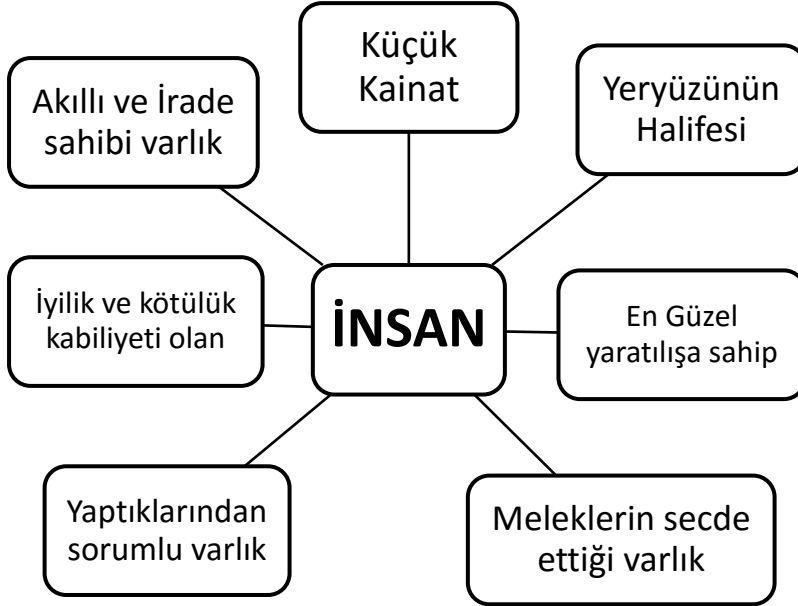 Küçük
Kainat
Akıllı ve İrade
sahibi varlık
Yeryüzünün
Halifesi
İyilik ve kötülük
kabiliyeti olan
İNSAN
En Güzel
yaratılışa sahip
Yaptıklarından
sorumlu varlık
Meleklerin secde
ettiği varlık